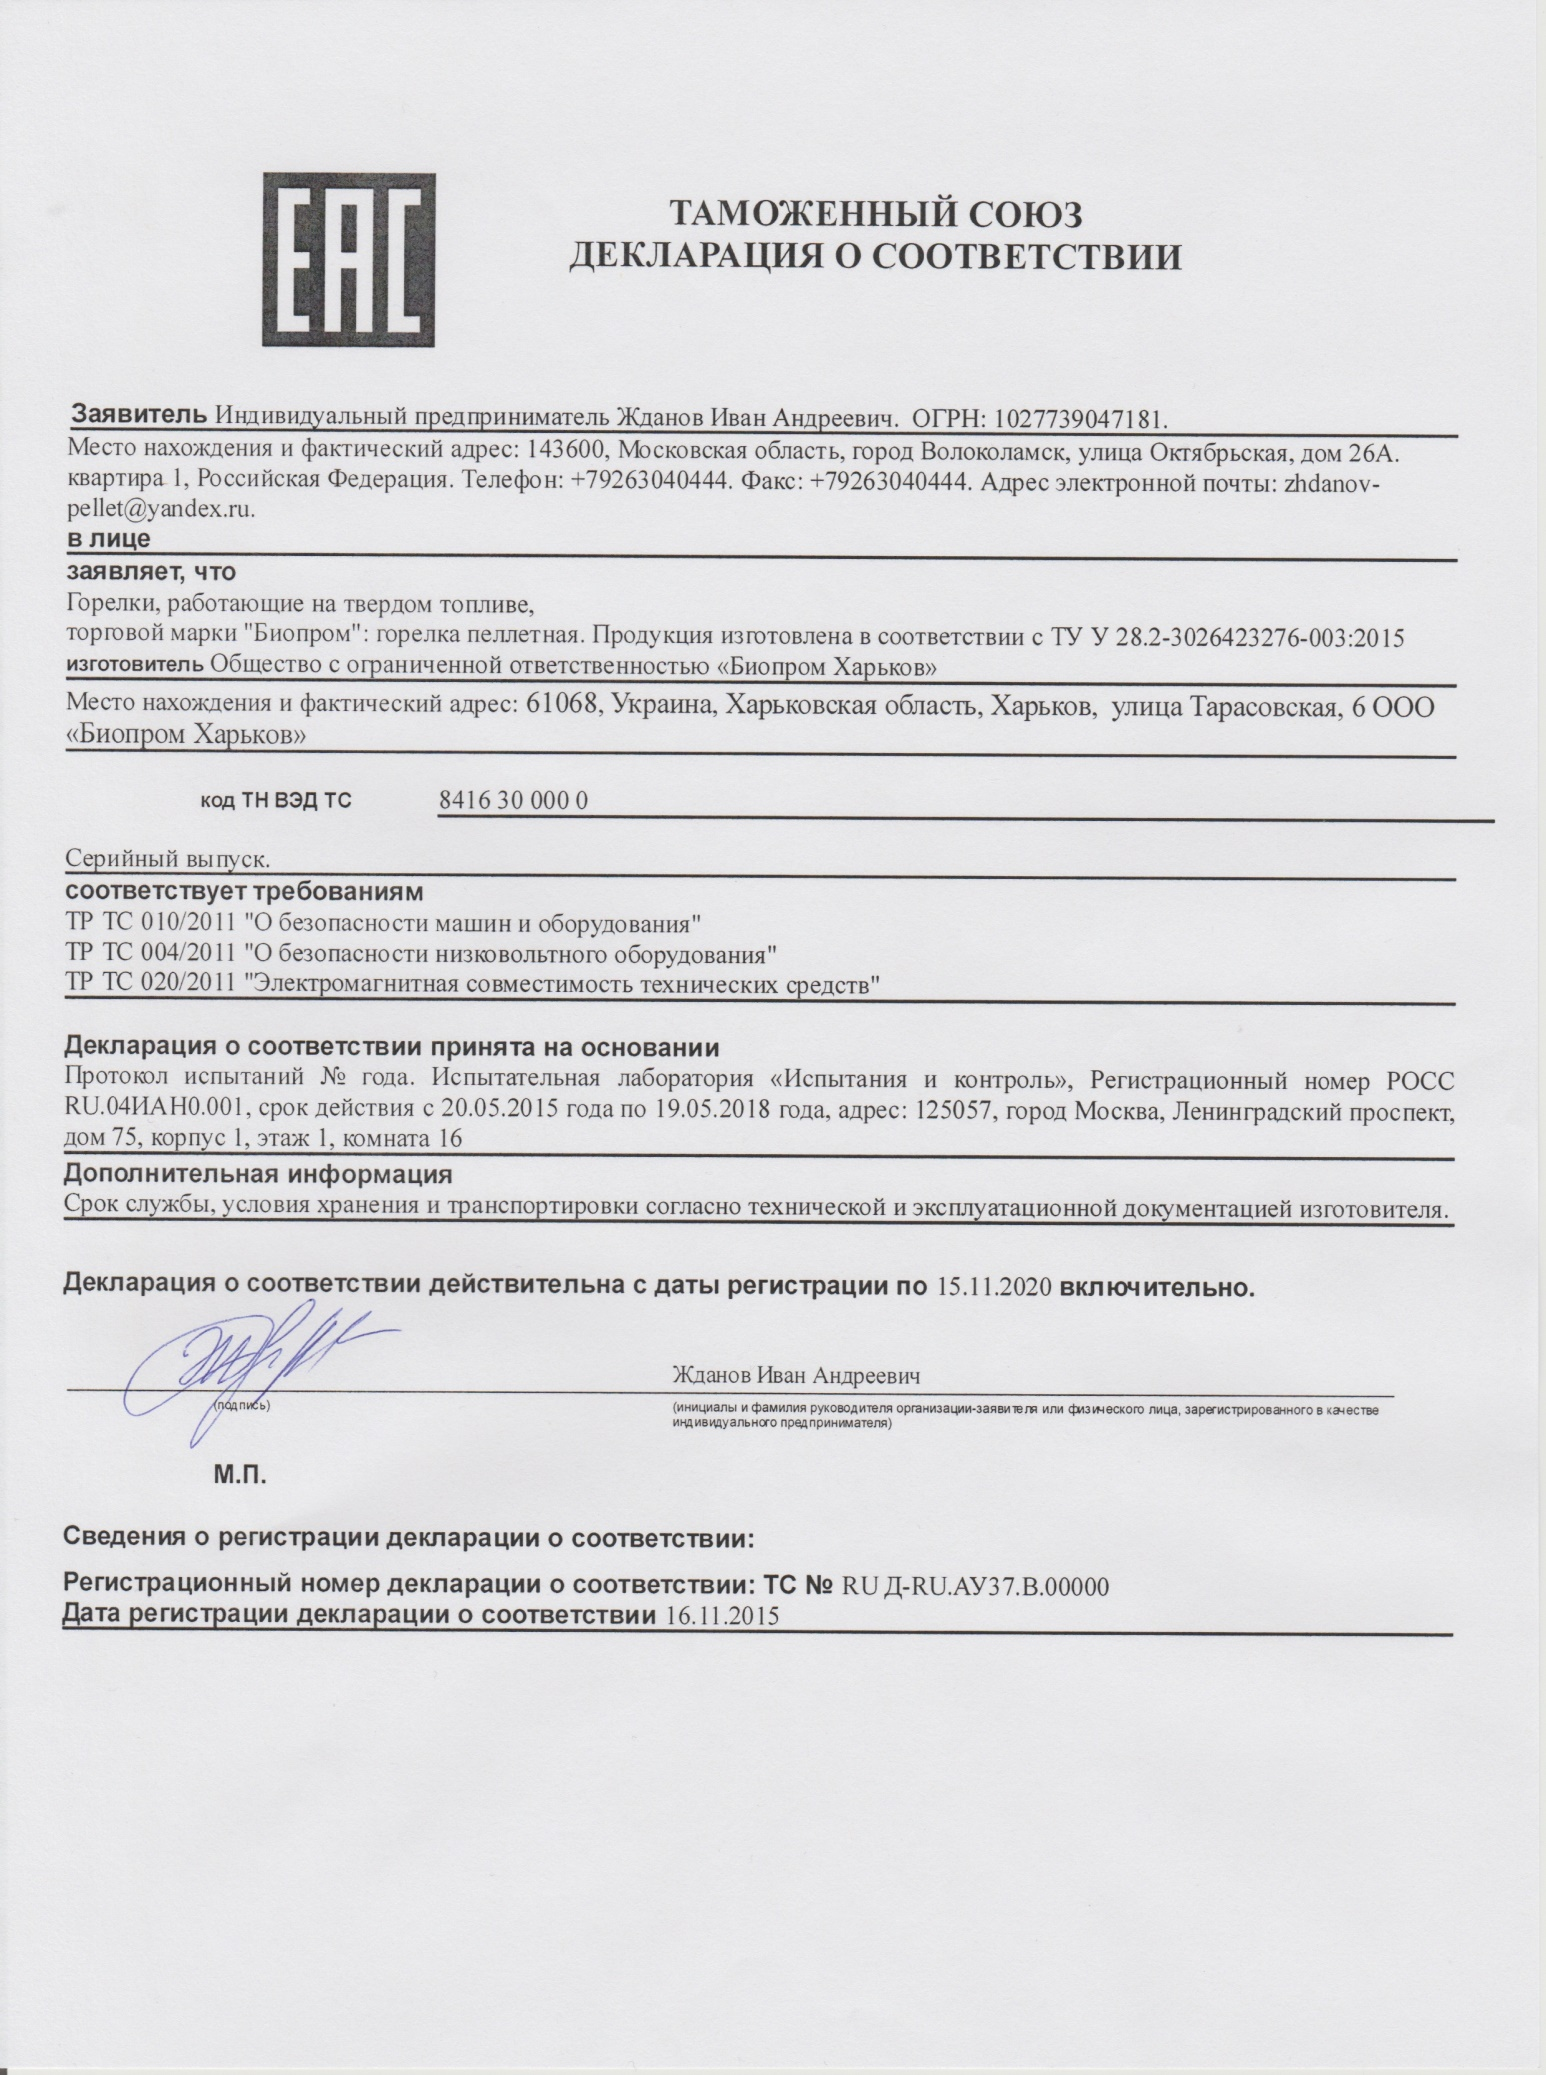 ЕАС
ТАМОЖЕННЫЙ СОЮЗ
ДЕКЛАРАЦИЯ О СООТВЕТСТВИИ
Заявитель Индивидуальный предприниматель Жданов Иван Андреевич. ОГРН: 1027739047181.
Место нахождения и фактический адрес: 143600, Московская область, город Волоколамск, улица Октябрьская, дом 26А.
квартира 1, Российская Федерация. Телефон: +79263040444. Факс: +79263040444. Адрес электронной почты: zhdanov-
pellet@yandex.ru.
в лице
заявляет, что
Горелки, работающие на твердом топливе,
торговой марки "Биопром": горелка пеллетная. Продукция изготовлена в соответствии с ТУ У 28.2-3026423276-003:2015
изготовитель Общество с ограниченной ответственностью «Биопром Харьков»
Место нахождения и фактический адрес: 61068, Украина, Харьковская область, Харьков, улица Тарасовская, 6 ООО
«Биопром Харьков»
код ТН ВЭД ТС 8416 30 000 0
Серийный выпуск.
соответствует требованиям
ТР ТС 010/2011 "О безопасности машин и оборудования"
ТР ТС 004/2011 "О безопасности низковольтного оборудования"
ТР ТС 020/2011 "Электромагнитная совместимость технических средств"
Декларация о соответствии принята на основании
Протокол испытаний № года. Испытательная лаборатория «Испытания и контроль», Регистрационный номер РОСС
RU.04ИАН0.001, срок действия с 20.05.2015 года по 19.05.2018 года, адрес: 125057, город Москва, Ленинградский проспект,
дом 75, корпус 1, этаж 1, комната 16
Дополнительная информация
Срок службы, условия хранения и транспортировки согласно технической и эксплуатационной документацией изготовителя.
Декларация о соответствии действительна с даты регистрации по 15.11.2020 включительно.
Жданов Иван Андреевич
(подпись)
(инициалы и фамилия руководителя организации-заявителя или физического лица, зарегистрированного в качестве
индивидуального предпринимателя)
М.П.
Сведения о регистрации декларации о соответствии:
Регистрационный номер декларации о соответствии: ТС № RU Д-RU.АУ37.В.00000
Дата регистрации декларации о соответствии 16.11.2015